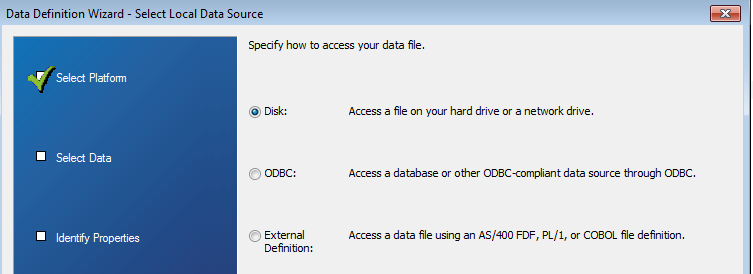 Data Definition Wizard - Select Local Data Source
Specify how to access your data file.
Select Platform
Disk: Access a file on your hard drive or a network drive.
Select Data
ODBC: Access a database or other ODBC-compliant data source through ODBC.
Identify Properties
External Access a data file using an AS/400 FDF, PL/1, or COBOL file definition.
Definition: